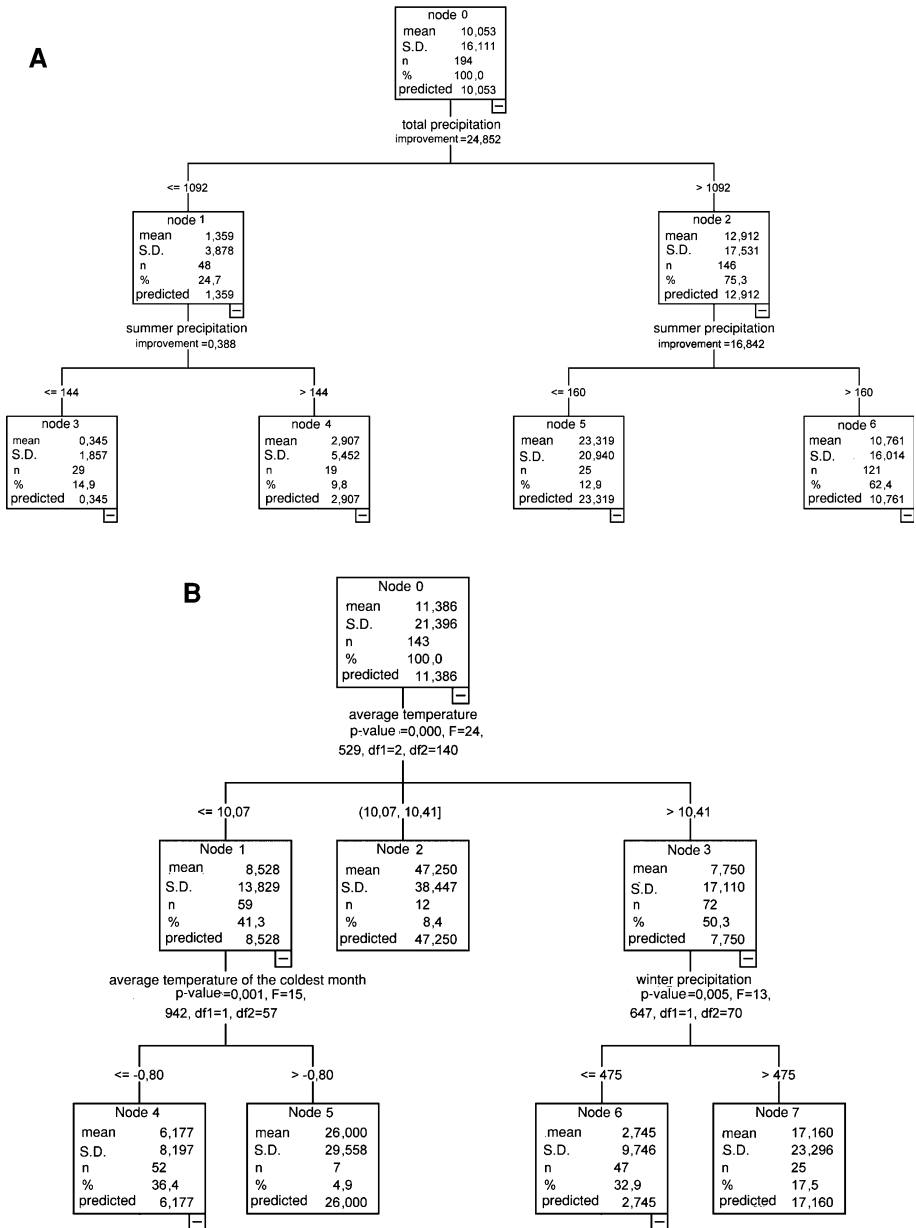 A
node 0
mean 10,053
S.D. 16,111
n 194
% 100,0
predicted 10,053
total precipitation
improvement=24,852
<= 1092
> 1092
node 1
mean 1,359
S.D. 3,878
n 48
% 24,7
predicted 1,359
node 2
mean 12,912
S.D. 17,531
n 146
% 75,3
predicted 12,912
summer precipitation
improvement=0,388
summer precipitation
improvement=16,842
<= 144
> 144
<=160
> 160
node 3
mean 0,345
S.D. 1,857
n 29
% 14,9
predicted 0,345
node 4
mean 2,907
S.D. 5,452
n 19
% 9,8
predicted 2,907
node 5
mean 23,319
S.D. 20,940
n 25
% 12,9
predicted 23,319
node 6
mean 10,761
S.D. 16,014
n 121
% 62,4
predicted 10,761
B
Node 0
mean 11,386
S.D. 21,396
n 143
% 100,0
predicted 11,386
average temperature
p-value=0,000, F=24,
529, df1=2, df2=140
<= 10,07
(10,07, 10,41]
> 10,41
Node 1
mean 8,528
S.D. 13,829
n 59
% 41,3
predicted 8,528
Node 2
mean 47,250
S.D. 38,447
n 12
% 8,4
predicted 47,250
Node 3
mean 7,750
S.D. 17,110
n 72
% 50,3
predicted 7,750
average temperature of the coldest month
p-value=0,001, F=15,
942, df1=1, df2=57
winter precipitation
p-value=0,005, F=13,
647, df1=1, df2=70
<= -0,80
> -0,80
<= 475
> 475
Node 4
mean 6,177
S.D. 8,197
n 52
% 36,4
predicted 6,177
Node 5
mean 26,000
S.D. 29,558
n 7
% 4,9
predicted 26,000
Node 6
mean 2,745
S.D. 9,746
n 47
% 32,9
predicted 2,745
Node 7
mean 17,160
S.D. 23,296
n 25
% 17,5
predicted 17,160